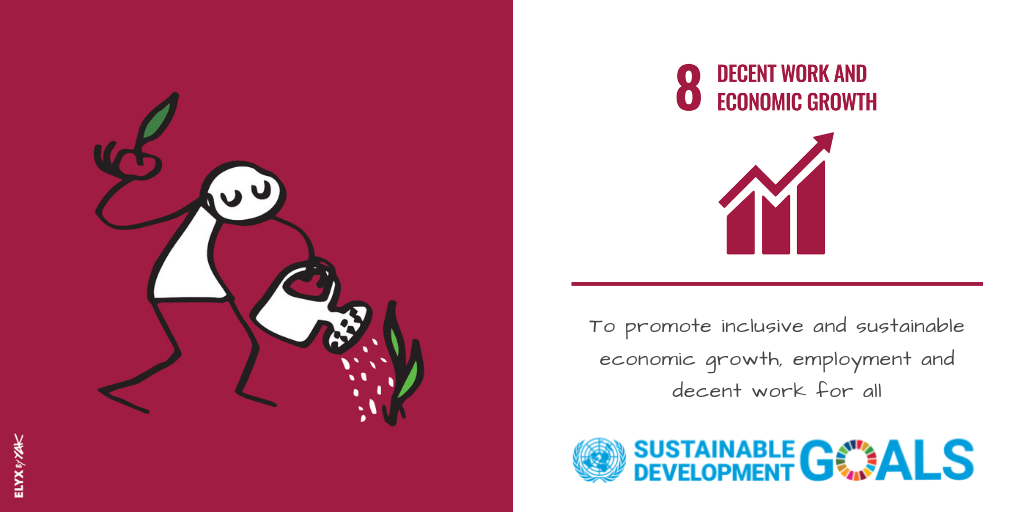 ELYX by YAK
8 DECENT WORK AND
ECONOMIC GROWTH
To promote inclusive and sustainable
economic growth, employment and
decent work for all
SUSTAINABLE
DEVELOPMENT
GOALS